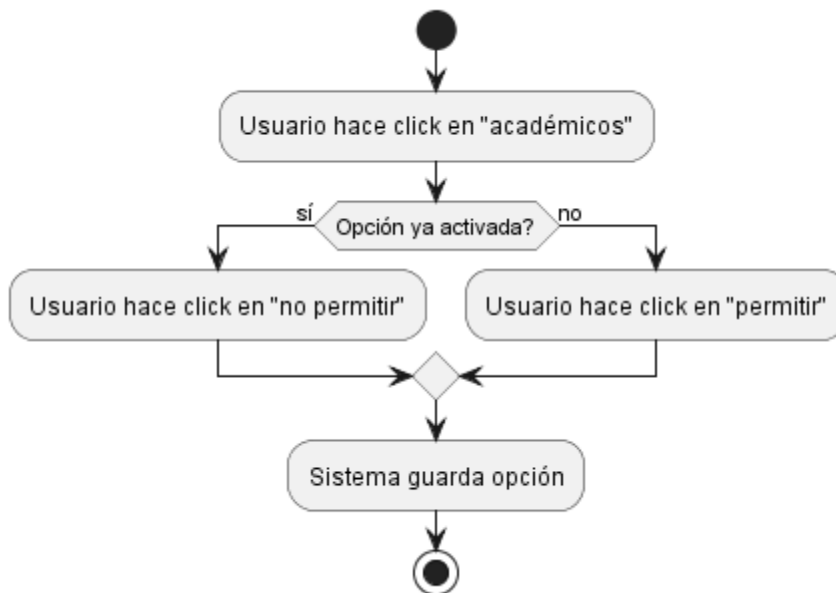 Usuario hace click en "académicos"
sí
Opción ya activada?
no
Usuario hace click en "no permitir"
Usuario hace click en "permitir"
Sistema guarda opción